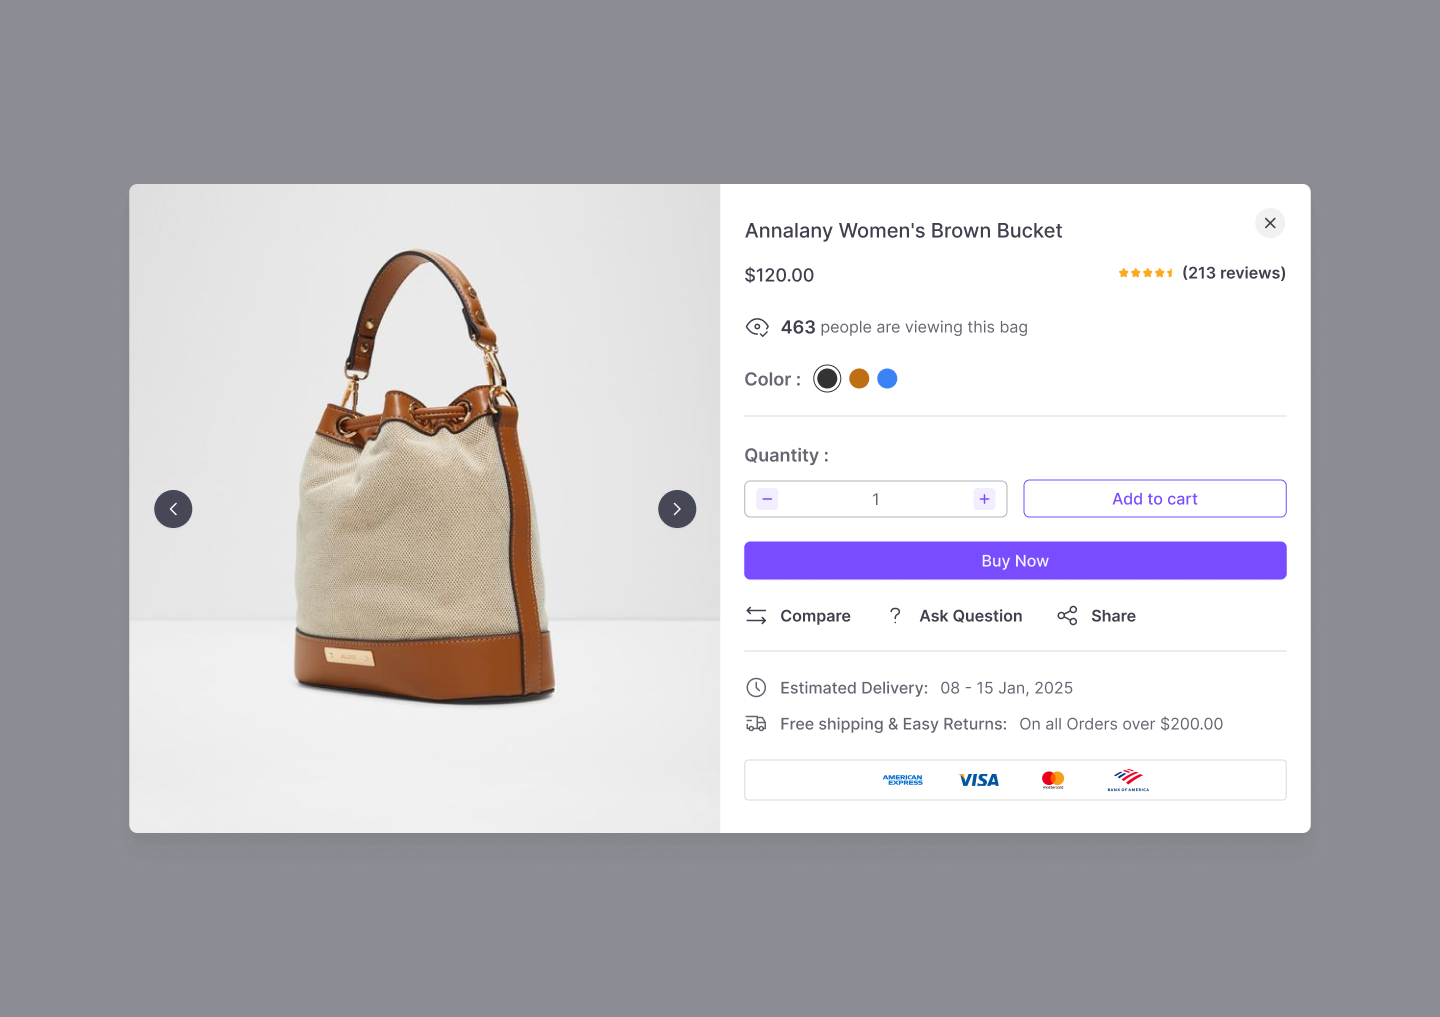 Annalany Women's Brown Bucket
$120.00
(213 reviews)
463 people are viewing this bag
Color :
Quantity :
1
Add to cart
Buy Now
Compare
? Ask Question
Share
Estimated Delivery: 08 - 15 Jan, 2025
Free shipping & Easy Returns: On all Orders over $200.00
AMERICAN
EXPRESS
VISA
mastercard
BANK OF AMERICA